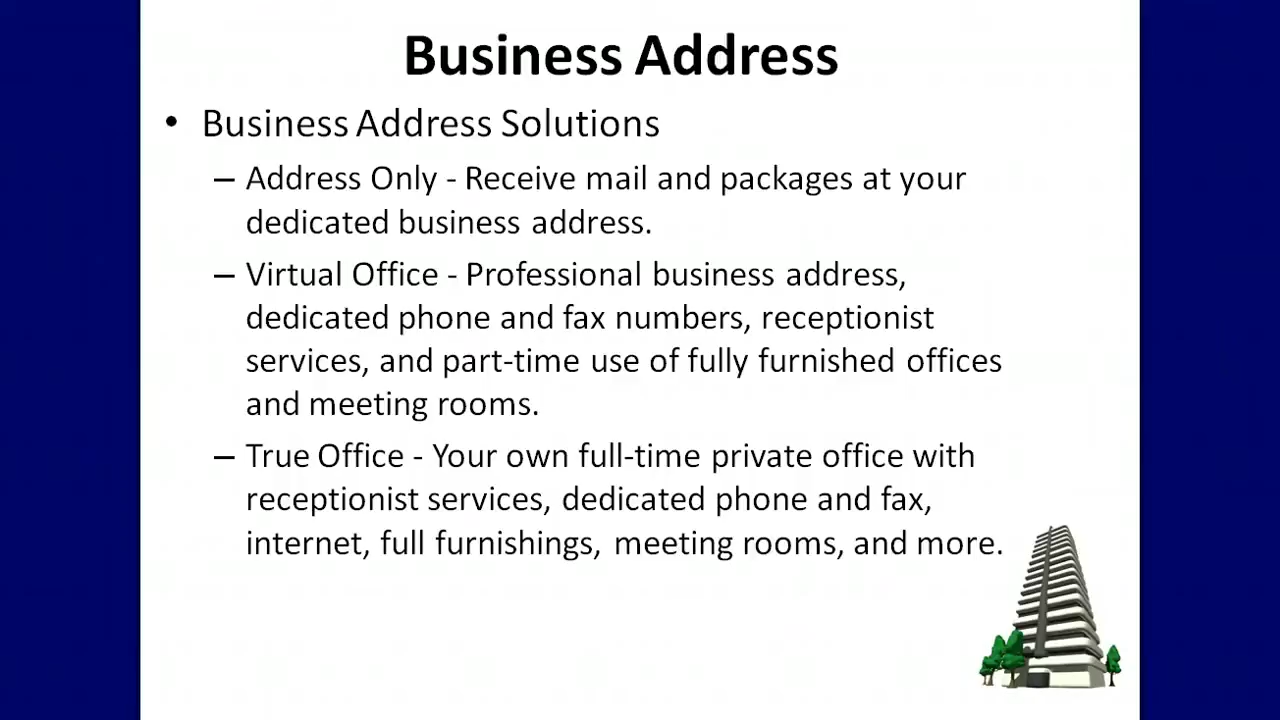 Business Address
• Business Address Solutions
– Address Only - Receive mail and packages at your
dedicated business address.
– Virtual Office - Professional business address,
dedicated phone and fax numbers, receptionist
services, and part-time use of fully furnished offices
and meeting rooms.
– True Office - Your own full-time private office with
receptionist services, dedicated phone and fax,
internet, full furnishings, meeting rooms, and more.